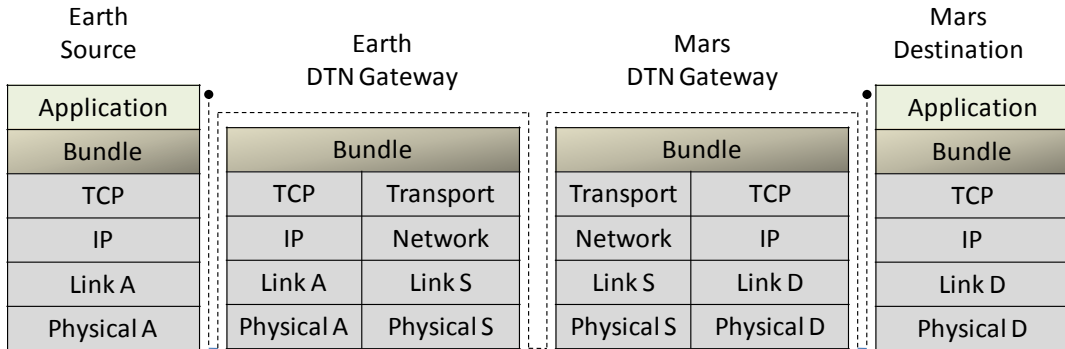 Earth
Source
Earth
DTN Gateway
Mars
DTN Gateway
Mars
Destination
Application
Bundle
TCP
IP
Link A
Physical A
Bundle
TCP Transport
IP Network
Link A Link S
Physical A Physical S
Bundle
Transport TCP
Network IP
Link S Link D
Physical S Physical D
Application
Bundle
TCP
IP
Link D
Physical D